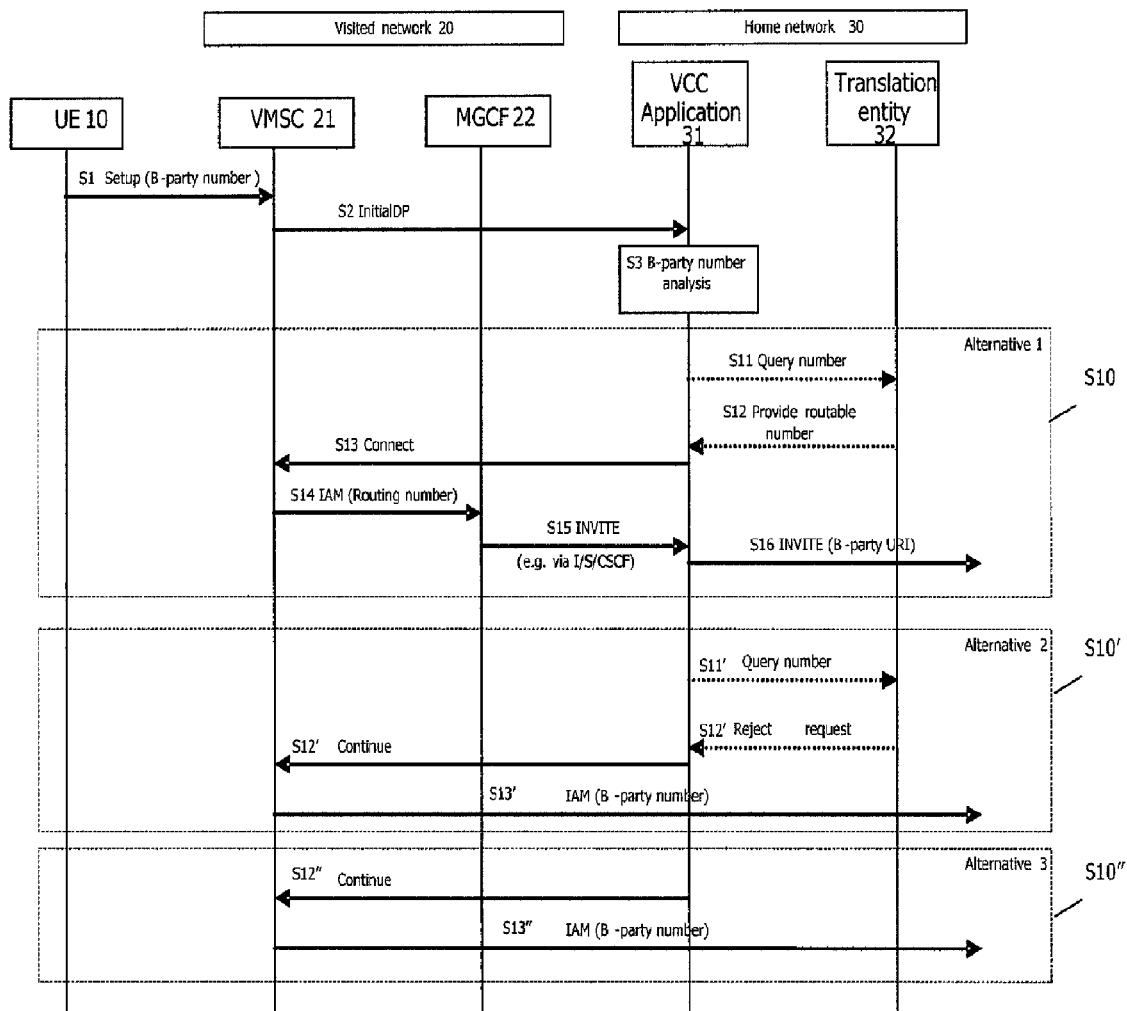 Visited network 20
Home network 30
UE 10
VMSC 21
MGCF 22
VCC
Application
31
Translation
entity
32
S1 Setup (B-party number )
S2 InitialDP
S3 B-party number
analysis
Alternative 1
S10
S11 Query number
S12 Provide routable
number
S13 Connect
S14 IAM (Routing number)
S15 INVITE
(e.g. via I/S/CSCF)
S16 INVITE (B-party URI)
Alternative 2
S10'
S11' Query number
S12' Reject request
S12' Continue
S13' IAM (B -party number)
Alternative 3
S10"
S12" Continue
S13" IAM (B -party number)